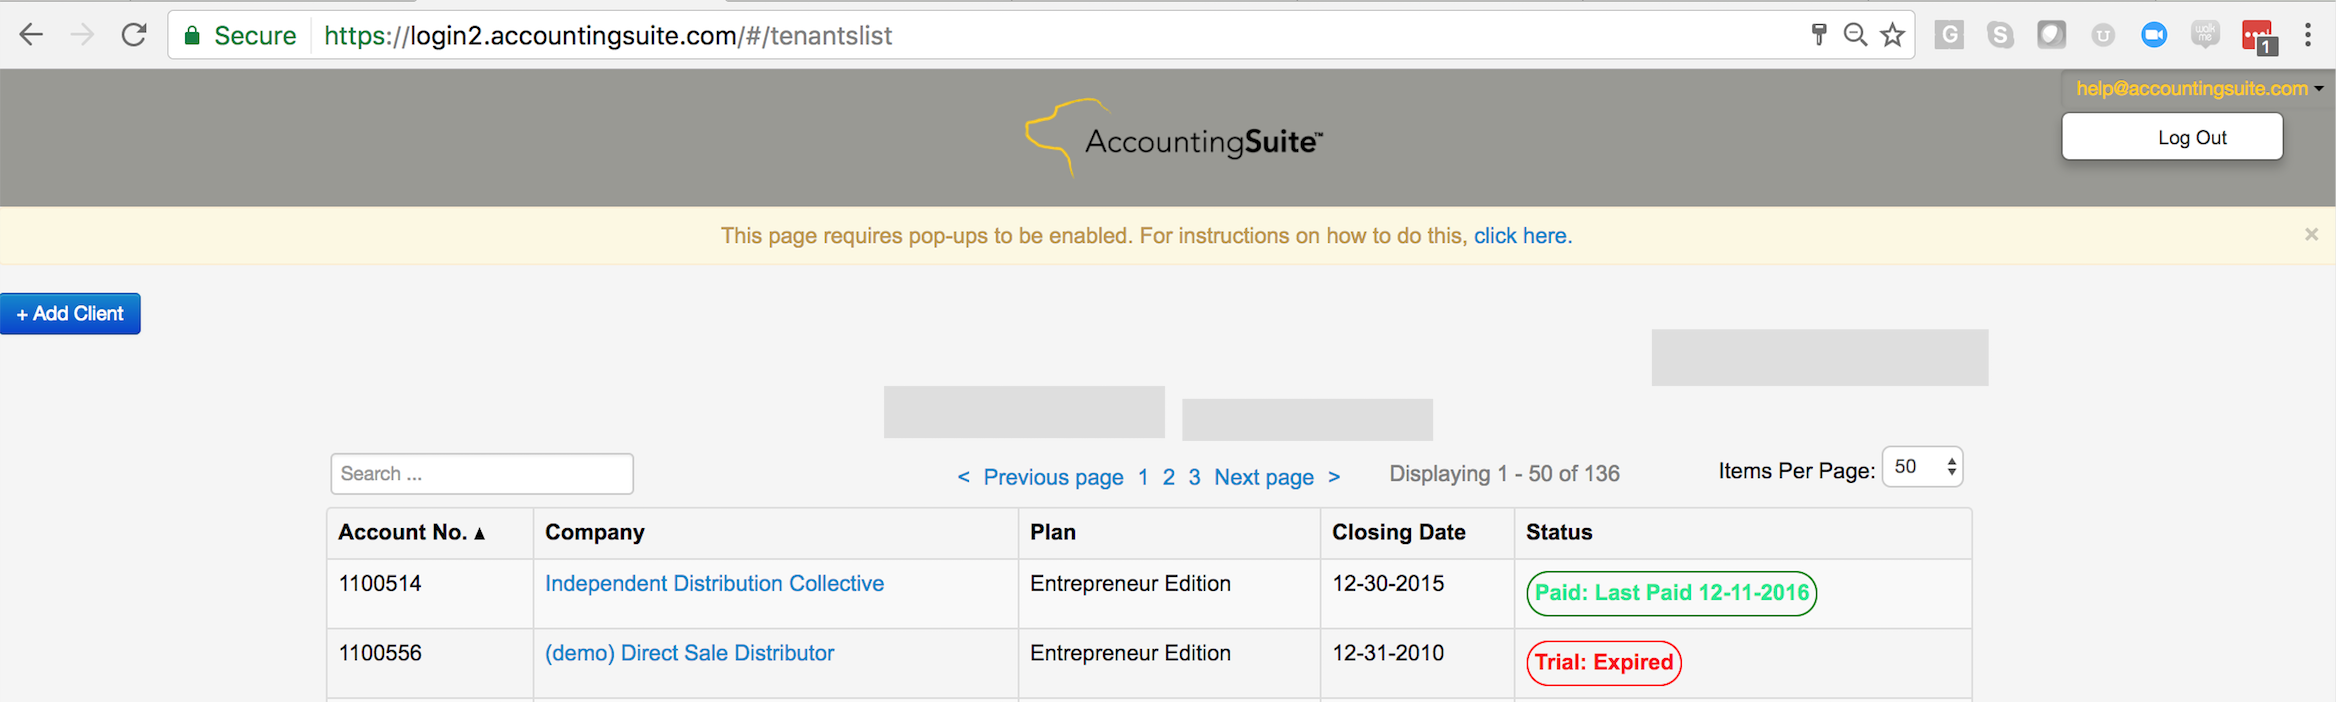 Secure https://login2.accountingsuite.com/#/tenantslist
G S U walk me 1
help@accountingsuite.com
AccountingSuite™
Log Out
This page requires pop-ups to be enabled. For instructions on how to do this, click here. ×
+ Add Client
Search ... < Previous page 1 2 3 Next page > Displaying 1 - 50 of 136 Items Per Page: 50
Account No. ▲ Company Plan Closing Date Status
1100514 Independent Distribution Collective Entrepreneur Edition 12-30-2015 Paid: Last Paid 12-11-2016
1100556 (demo) Direct Sale Distributor Entrepreneur Edition 12-31-2010 Trial: Expired